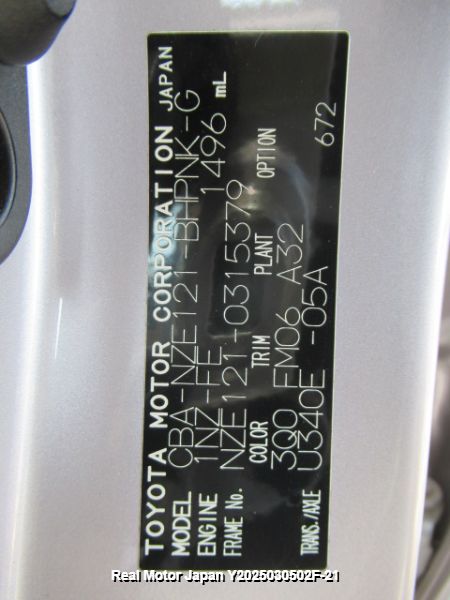 TOYOTA MOTOR CORPORATION JAPAN
MODEL CBA-NZE121-BHPNK-G
ENGINE 1NZ-FE 1496 mL
FRAME No. NZE121-0315379
COLOR TRIM PLANT OPTION
3Q0 FM06 A32
TRANS./AXLE U340E -05A 672
Real Motor Japan Y2025030502F-21